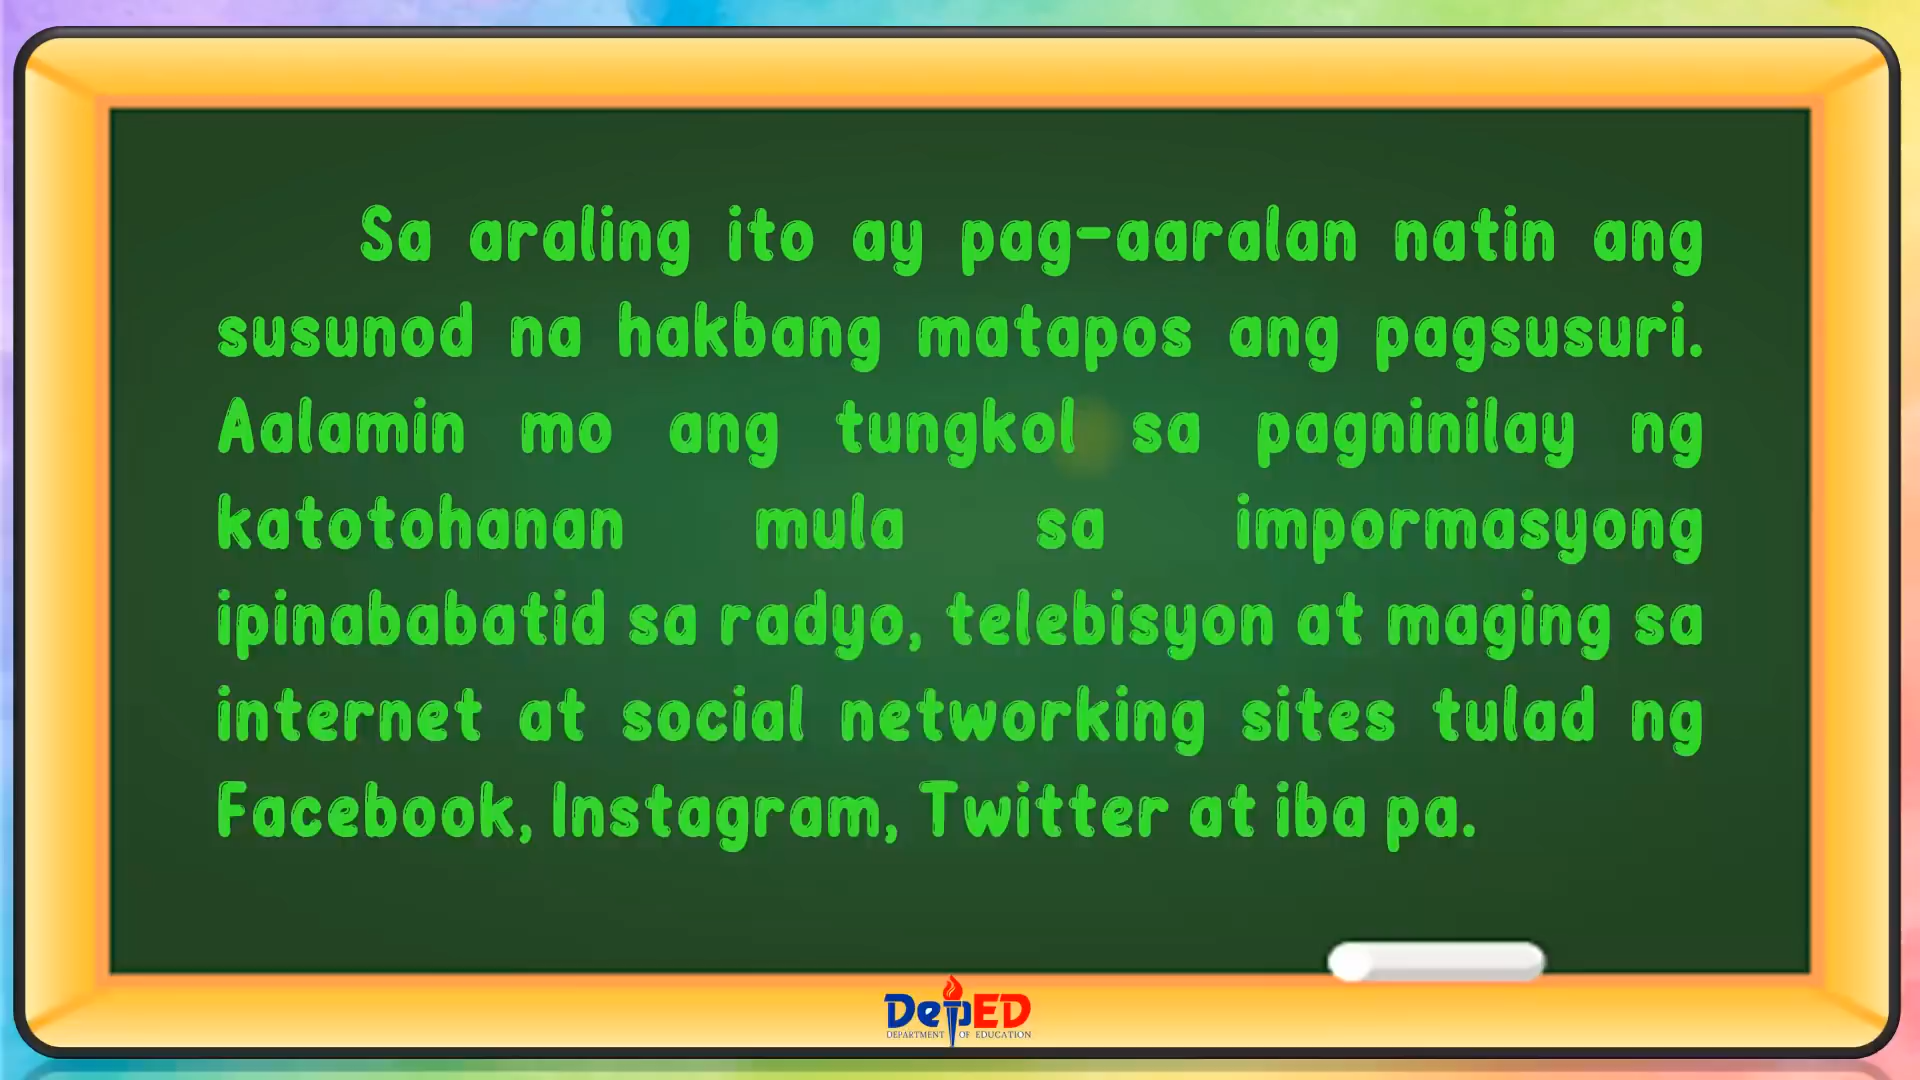 Sa araling ito ay pag-aaralan natin ang
susunod na hakbang matapos ang pagsusuri.
Aalamin mo ang tungkol sa pagninilay ng
katotohanan mula sa impormasyong
ipinababatid sa radyo, telebisyon at maging sa
internet at social networking sites tulad ng
Facebook, Instagram, Twitter at iba pa.
DepED
DEPARTMENT OF EDUCATION